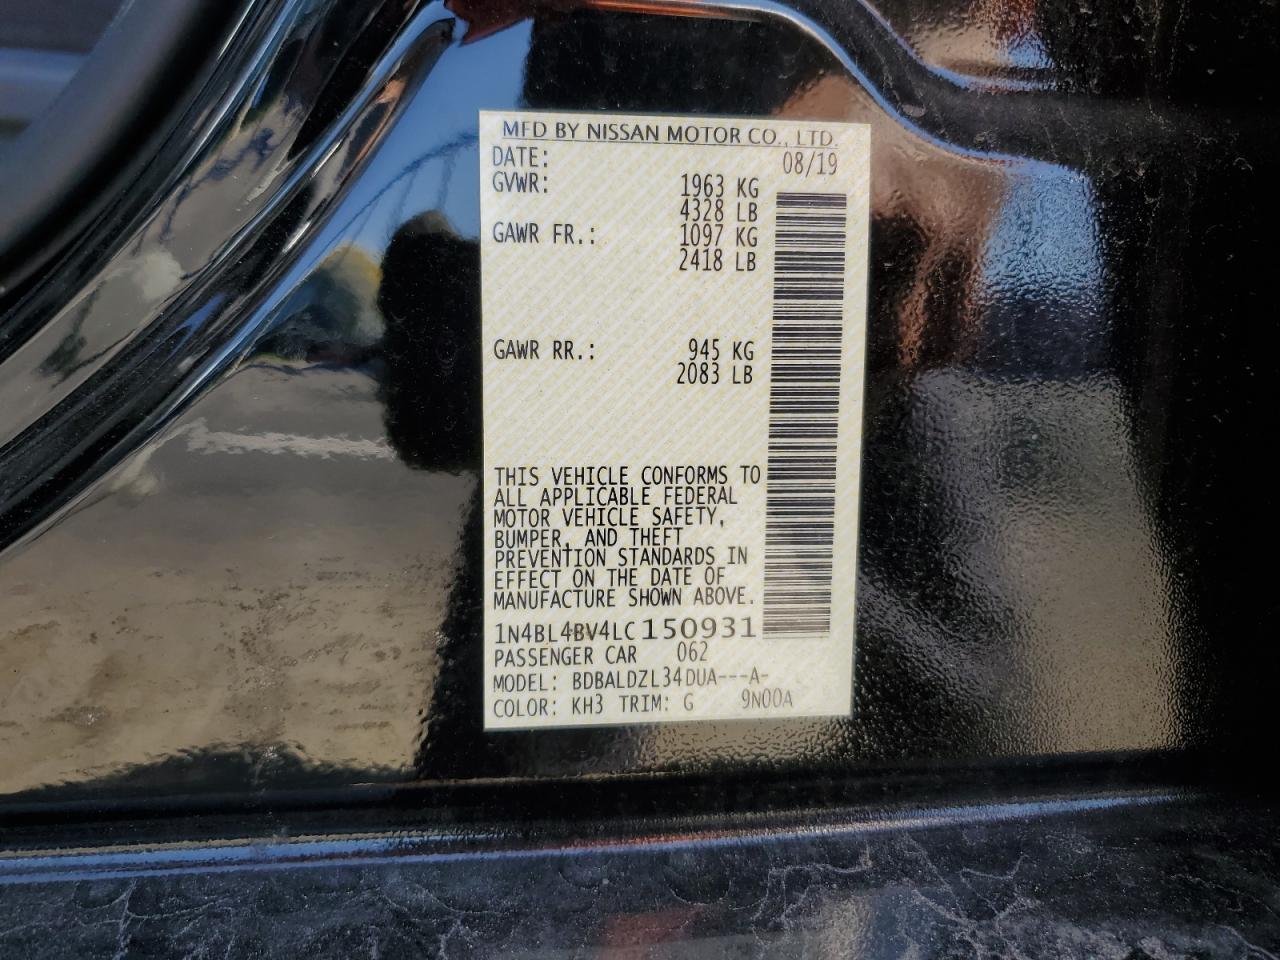 MFD BY NISSAN MOTOR CO., LTD.
DATE: 08/19
GVWR: 1963 KG
4328 LB
GAWR FR.: 1097 KG
2418 LB
GAWR RR.: 945 KG
2083 LB
THIS VEHICLE CONFORMS TO
ALL APPLICABLE FEDERAL
MOTOR VEHICLE SAFETY,
BUMPER, AND THEFT
PREVENTION STANDARDS IN
EFFECT ON THE DATE OF
MANUFACTURE SHOWN ABOVE.
1N4BL4BV4LC150931
PASSENGER CAR 062
MODEL: BDBALDZL34DUA---A-
COLOR: KH3 TRIM: G 9N00A